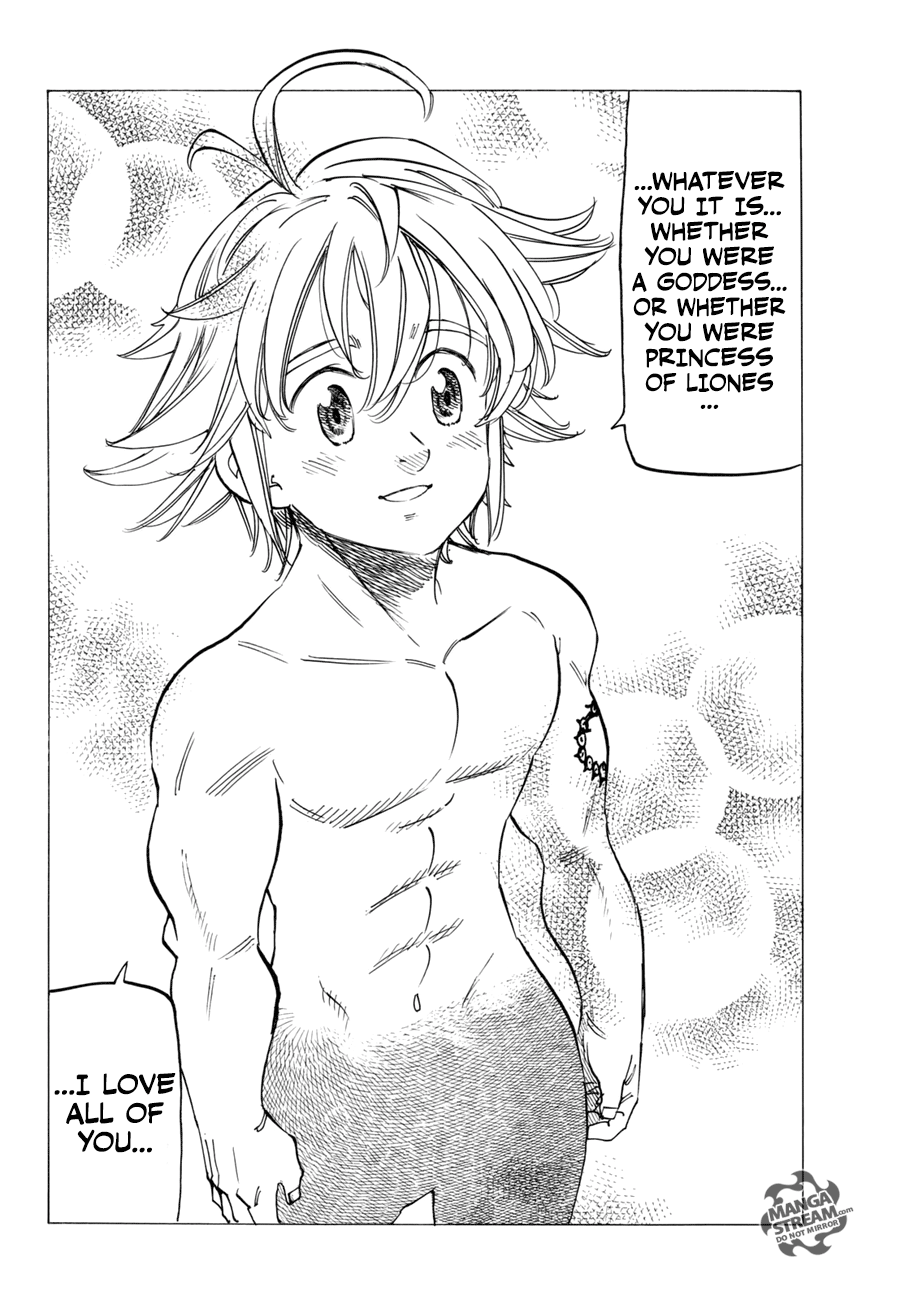 ...WHATEVER
YOU IT IS...
WHETHER
YOU WERE
A GODDESS...
OR WHETHER
YOU WERE
PRINCESS
OF LIONES
...
...I LOVE
ALL OF
YOU...
MANGA
STREAM.com
DO NOT MIRROR